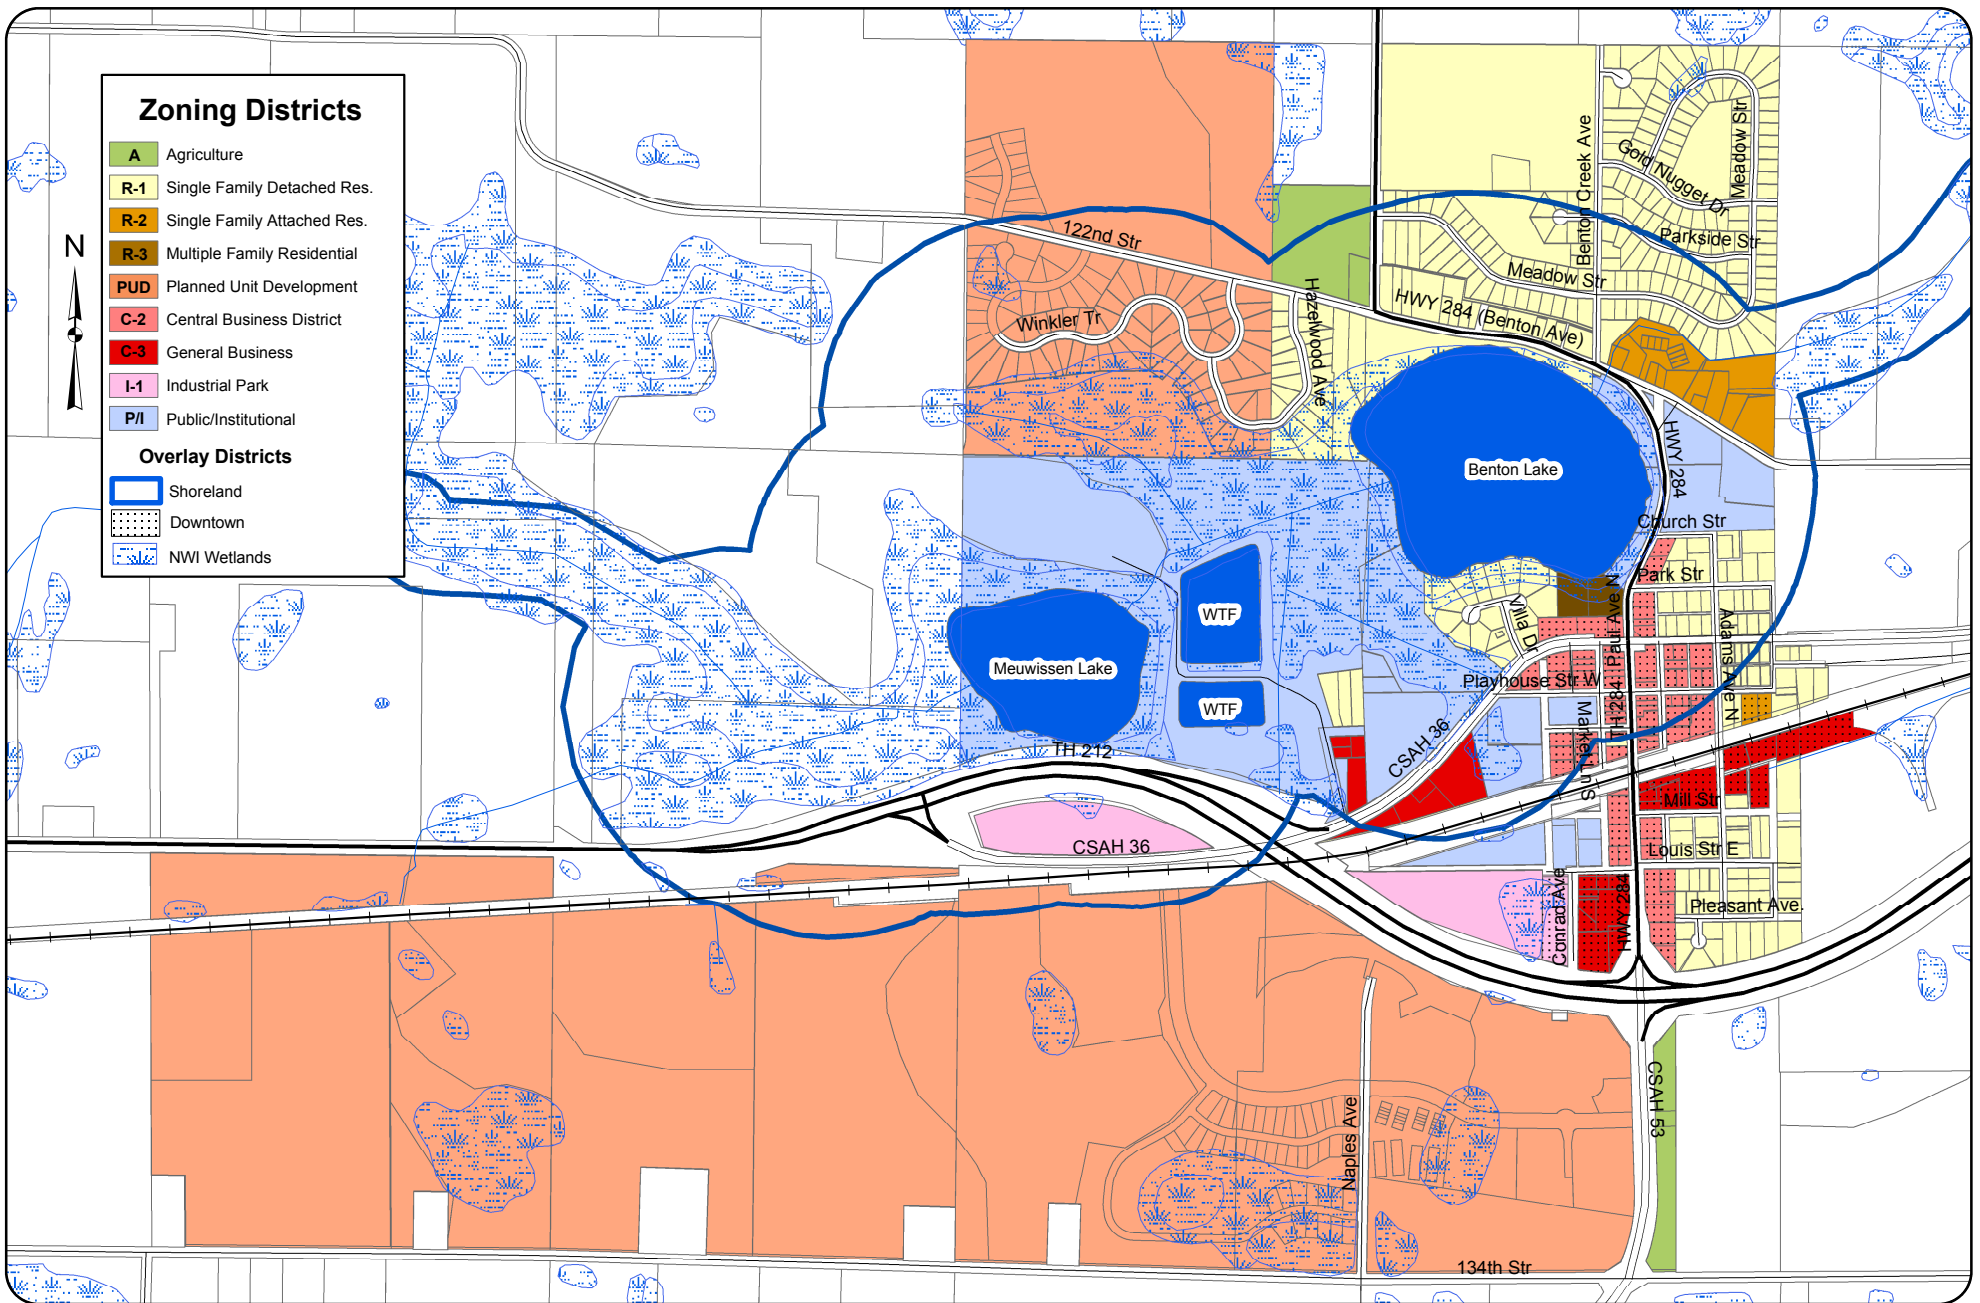 Zoning Districts
A Agriculture
R-1 Single Family Detached Res.
R-2 Single Family Attached Res.
R-3 Multiple Family Residential
PUD Planned Unit Development
C-2 Central Business District
C-3 General Business
I-1 Industrial Park
P/I Public/Institutional
Overlay Districts
Shoreland
Downtown
NWI Wetlands
N
122nd Str
Winkler Tr
Hazelwood Ave
HWY 284 (Benton Ave)
Benton Creek Ave
Gold Nugget Dr
Meadow Str
Parkside Str
Meadow Str
Benton Lake
HWY 284
Church Str
Park Str
Villa Dr
TH 284 Paul Ave N
Adams Ave N
Playhouse Str W
Market Ln S
WTF
WTF
Meuwissen Lake
TH 212
CSAH 36
CSAH 36
Mill Str
Louis Str E
Pleasant Ave.
Conrad Ave
HWY 284
CSAH 53
Naples Ave
134th Str